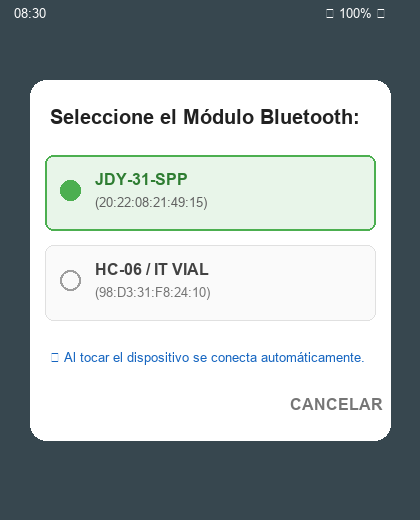 08:30
100%
Seleccione el Módulo Bluetooth:
JDY-31-SPP
(20:22:08:21:49:15)
HC-06 / IT VIAL
(98:D3:31:F8:24:10)
Al tocar el dispositivo se conecta automáticamente.
CANCELAR